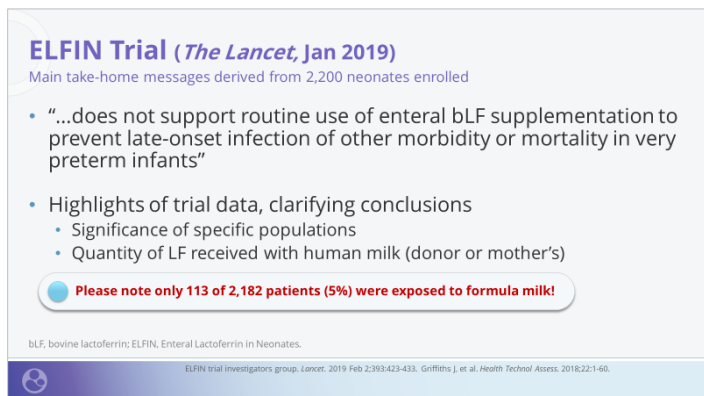 ELFIN Trial (The Lancet, Jan 2019)
Main take-home messages derived from 2,200 neonates enrolled
• “...does not support routine use of enteral bLF supplementation to
prevent late-onset infection of other morbidity or mortality in very
preterm infants”
• Highlights of trial data, clarifying conclusions
• Significance of specific populations
• Quantity of LF received with human milk (donor or mother’s)
Please note only 113 of 2,182 patients (5%) were exposed to formula milk!
bLF, bovine lactoferrin; ELFIN, Enteral Lactoferrin in Neonates.
ELFIN trial investigators group. Lancet. 2019 Feb 2;393:423-433. Griffiths J, et al. Health Technol Assess. 2018;22:1-60.